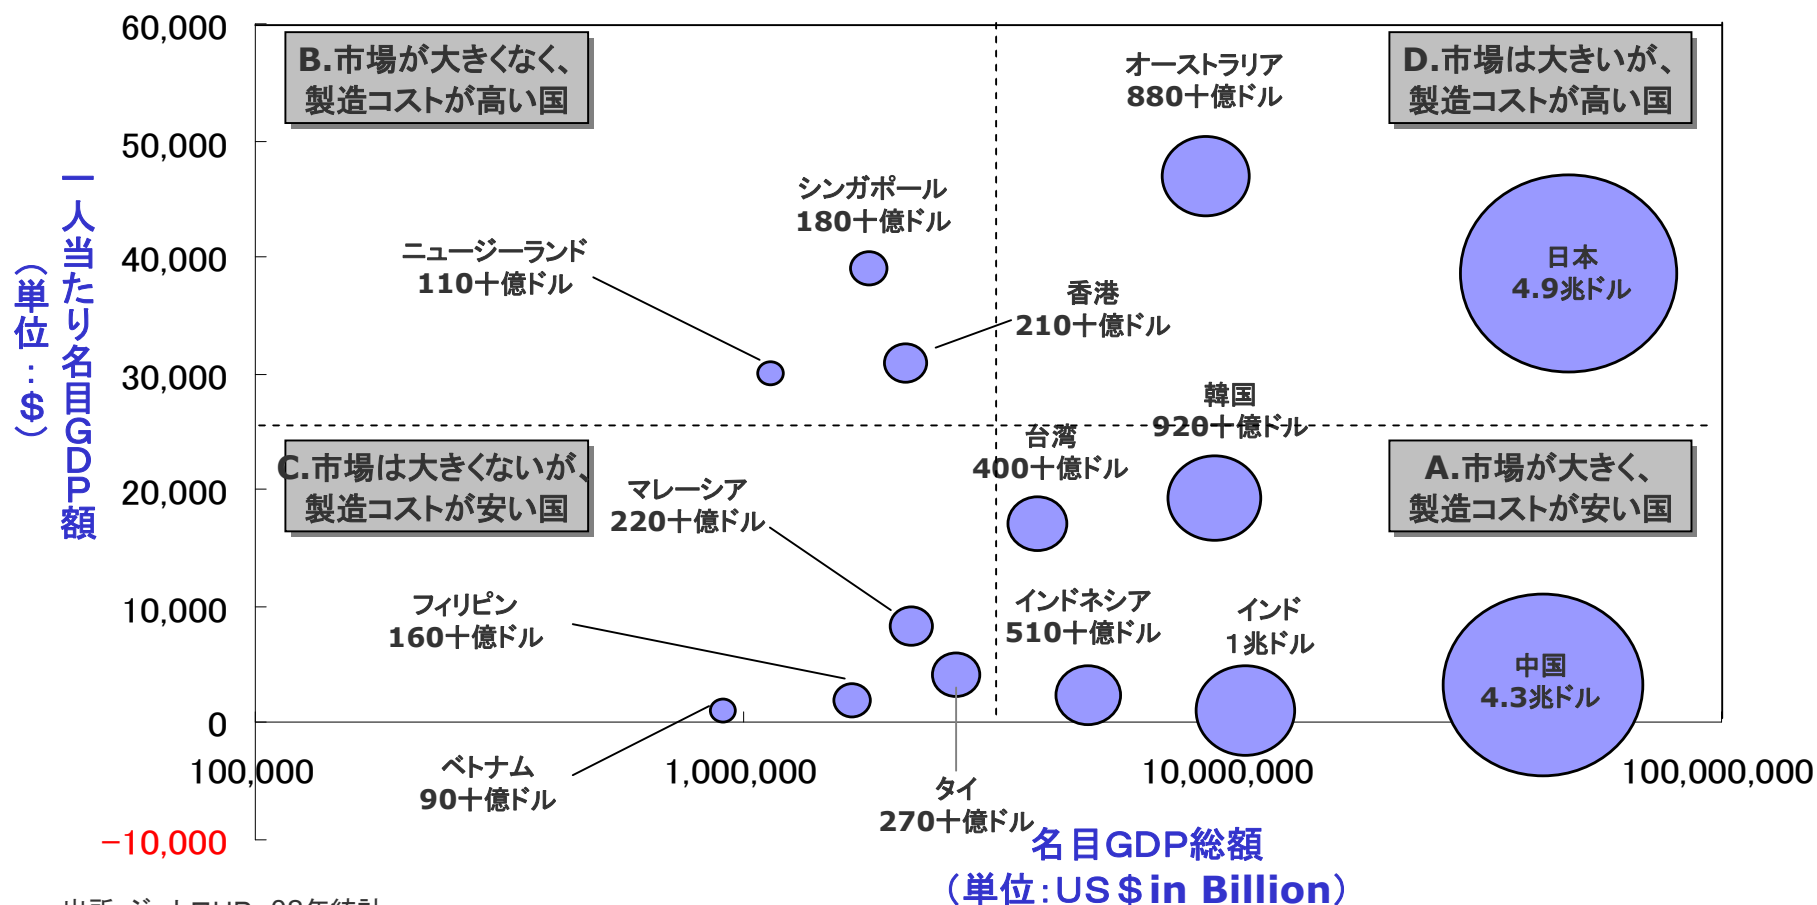 60,000
50,000
40,000
30,000
20,000
10,000
0
-10,000
一人当たり名目GDP額
（単位：＄）
B.市場が大きくなく、
製造コストが高い国
D.市場は大きいが、
製造コストが高い国
C.市場は大きくないが、
製造コストが安い国
A.市場が大きく、
製造コストが安い国
オーストラリア
880十億ドル
シンガポール
180十億ドル
ニュージーランド
110十億ドル
香港
210十億ドル
日本
4.9兆ドル
韓国
920十億ドル
台湾
400十億ドル
マレーシア
220十億ドル
フィリピン
160十億ドル
インドネシア
510十億ドル
インド
１兆ドル
中国
4.3兆ドル
ベトナム
90十億ドル
タイ
270十億ドル
100,000
1,000,000
10,000,000
100,000,000
名目GDP総額
（単位：US＄in Billion）